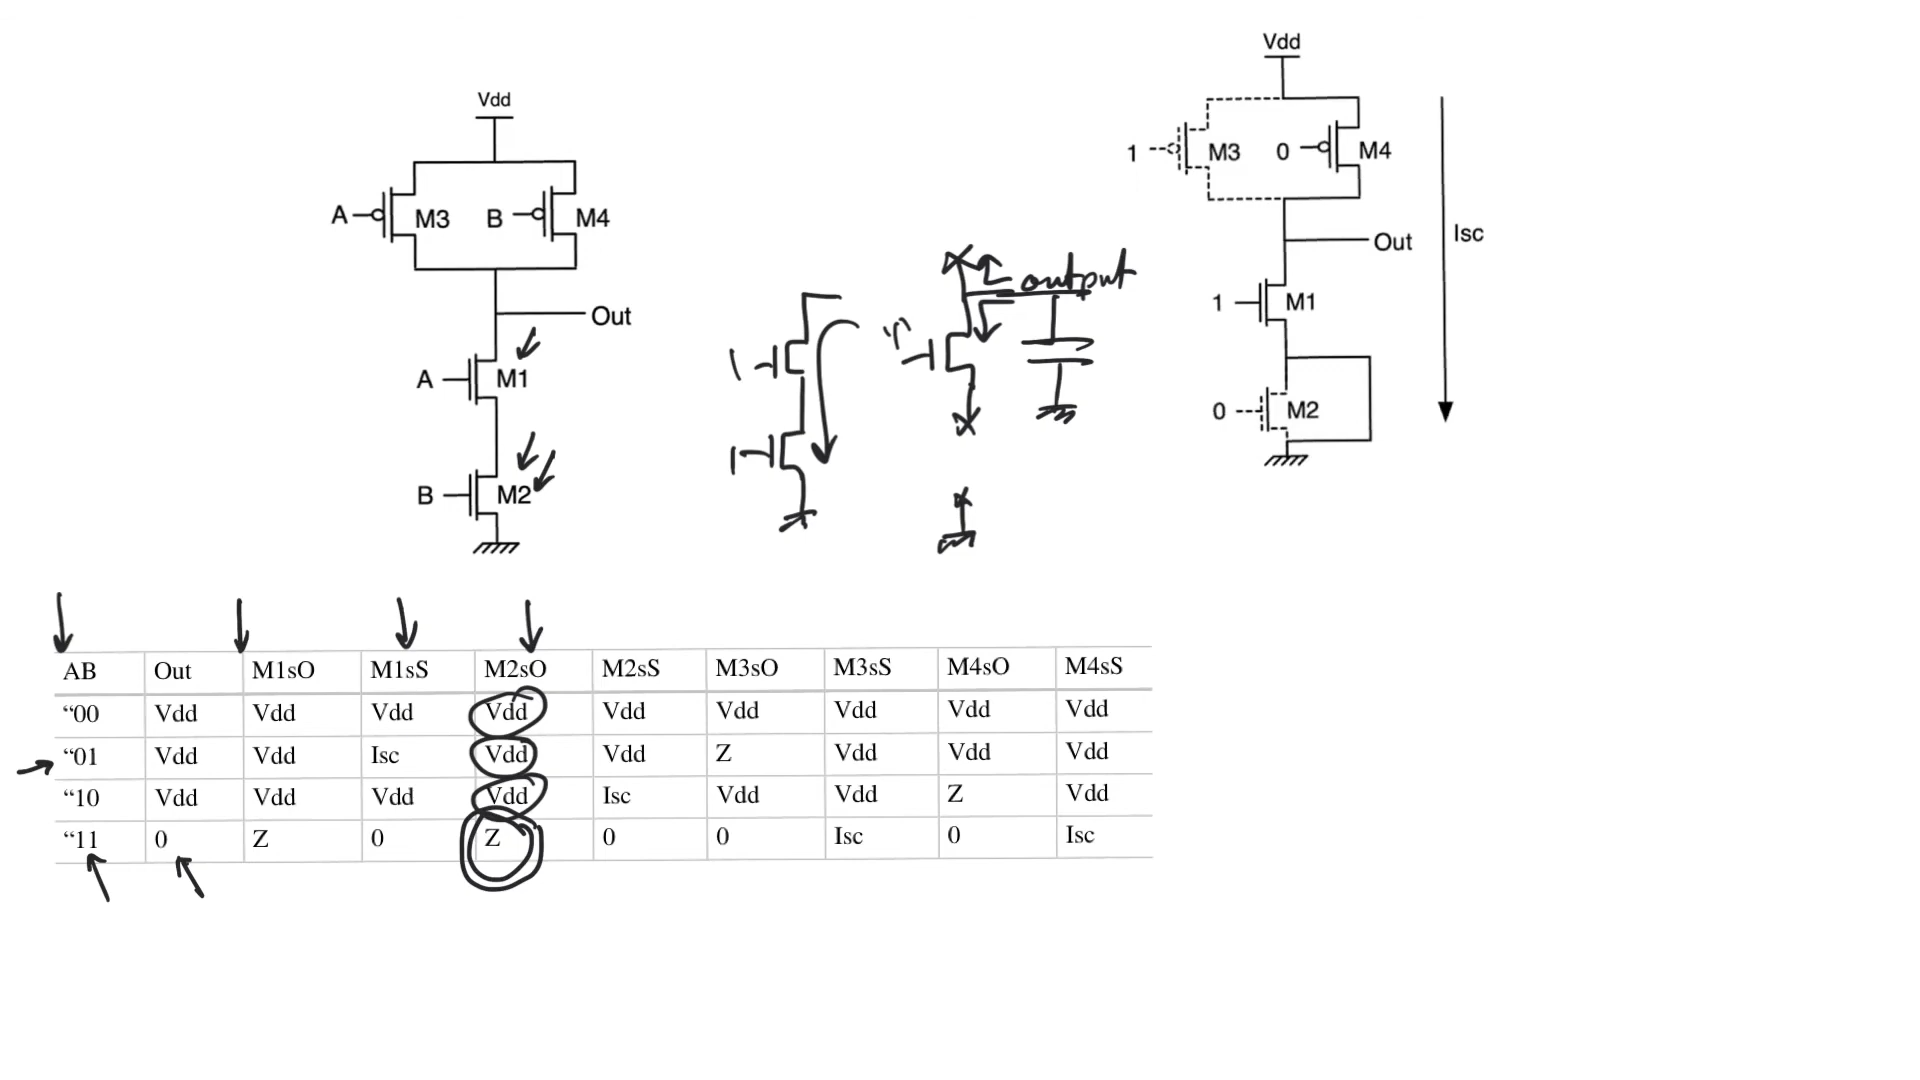 Vdd
A M3 B M4
Out
A M1
B M2
1
1
"1"
output
Vdd
1 M3 0 M4
Out
Isc
1 M1
0 M2
AB Out M1sO M1sS M2sO M2sS M3sO M3sS M4sO M4sS
“00 Vdd Vdd Vdd Vdd Vdd Vdd Vdd Vdd Vdd
“01 Vdd Vdd Isc Vdd Vdd Z Vdd Vdd Vdd
“10 Vdd Vdd Vdd Vdd Isc Vdd Vdd Z Vdd
“11 0 Z 0 Z 0 0 Isc 0 Isc